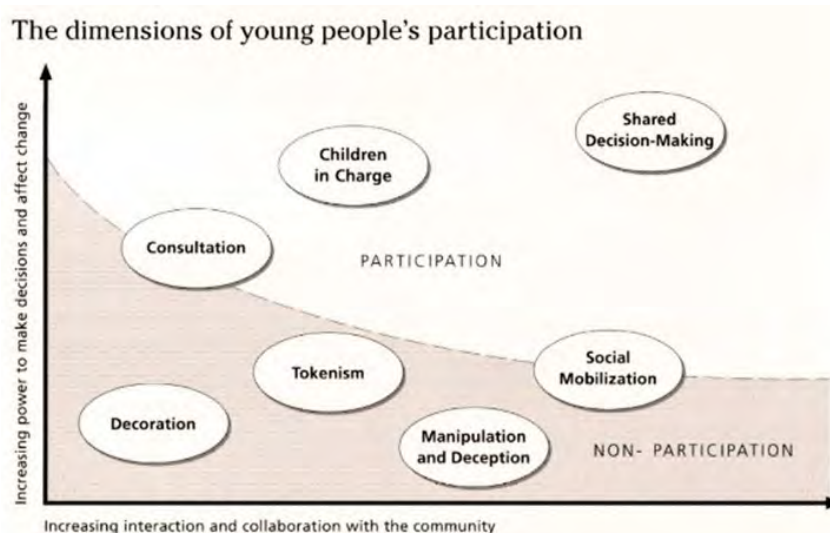 The dimensions of young people's participation
Increasing power to make decisions and affect change
Shared
Decision-Making
Children
in Charge
Consultation
PARTICIPATION
Tokenism
Social
Mobilization
Decoration
Manipulation
and Deception
NON- PARTICIPATION
Increasing interaction and collaboration with the community